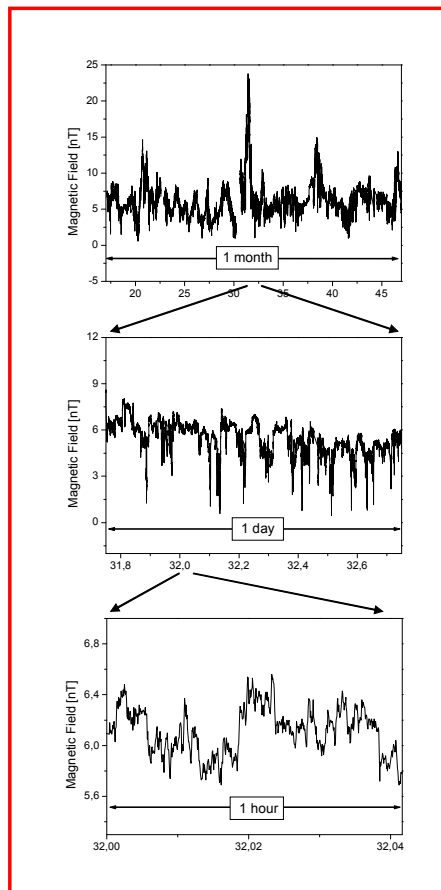 25
20
15
10
5
0
-5
Magnetic Field [nT]
1 month
20 25 30 35 40 45
12
9
6
3
0
Magnetic Field [nT]
1 day
31,8 32,0 32,2 32,4 32,6
6,8
6,4
6,0
5,6
Magnetic Field [nT]
1 hour
32,00 32,02 32,04